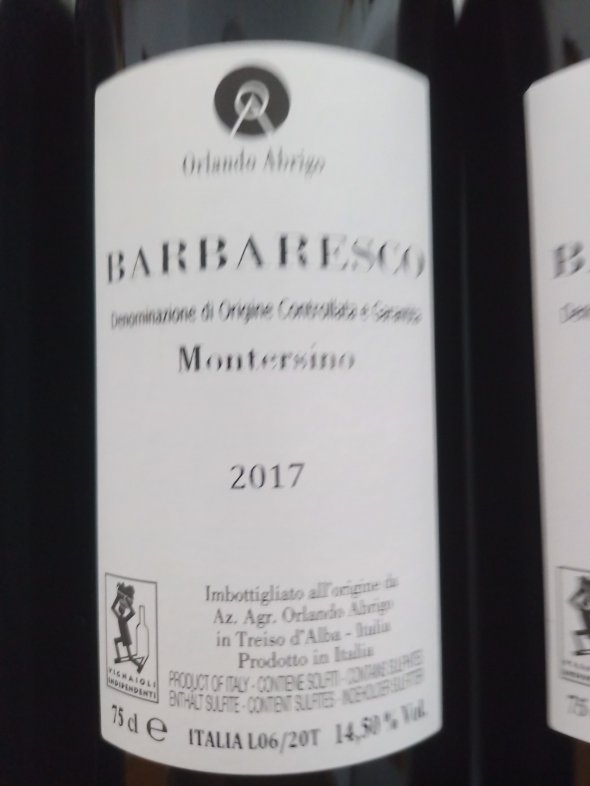 Orlando Abrigo
BARBARESCO
Denominazione di Origine Controllata e Garantita
Montersino
2017
Imbottigliato all'origine da
Az. Agr. Orlando Abrigo
in Treiso d'Alba - Italia
Prodotto in Italia
PRODUCT OF ITALY - CONTIENE SOLFITI - CONTAINS SULPHITES
ENTHÄLT SULFITE - CONTIENT SULFITES - INDEHOLDER SULFITTER
VIGNAIOLI
INDIPENDENTI
75 cl e
ITALIA L06/20T 14,50 % Vol.
BA
75